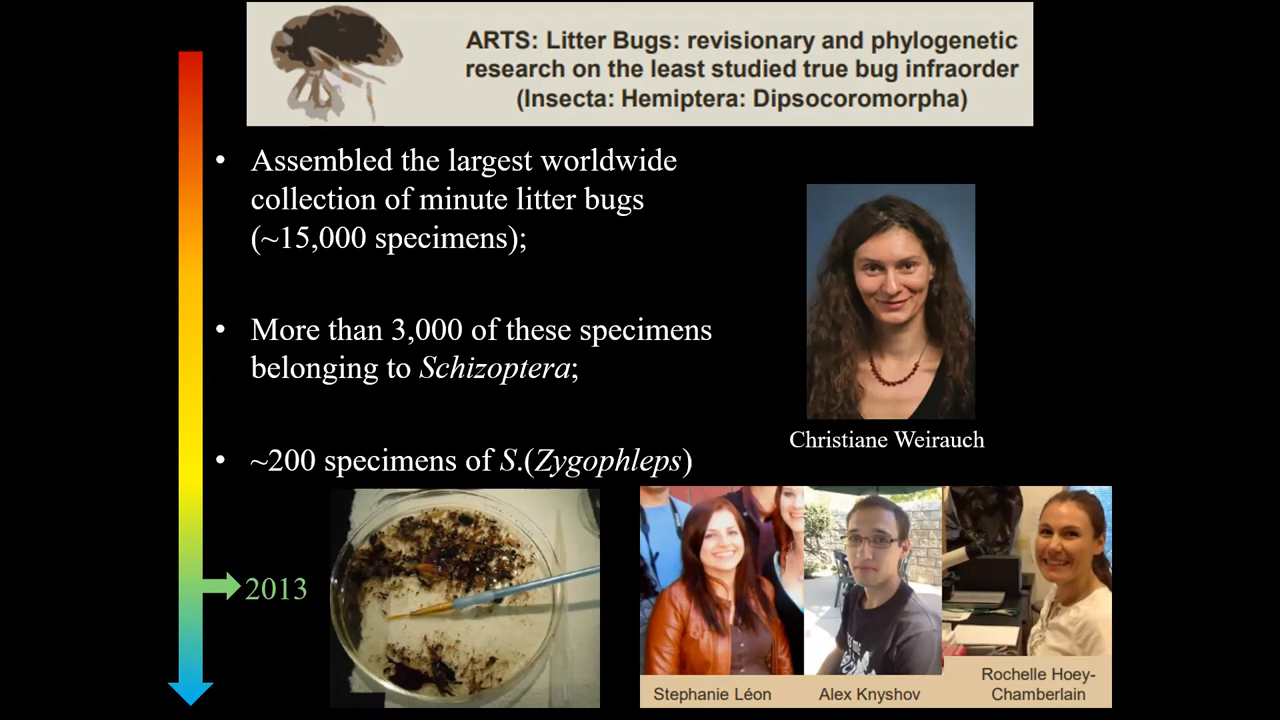 ARTS: Litter Bugs: revisionary and phylogenetic
research on the least studied true bug infraorder
(Insecta: Hemiptera: Dipsocoromorpha)
• Assembled the largest worldwide
collection of minute litter bugs
(~15,000 specimens);
• More than 3,000 of these specimens
belonging to Schizoptera;
• ~200 specimens of S.(Zygophleps)
Christiane Weirauch
2013
Stephanie Léon
Alex Knyshov
Rochelle Hoey-
Chamberlain